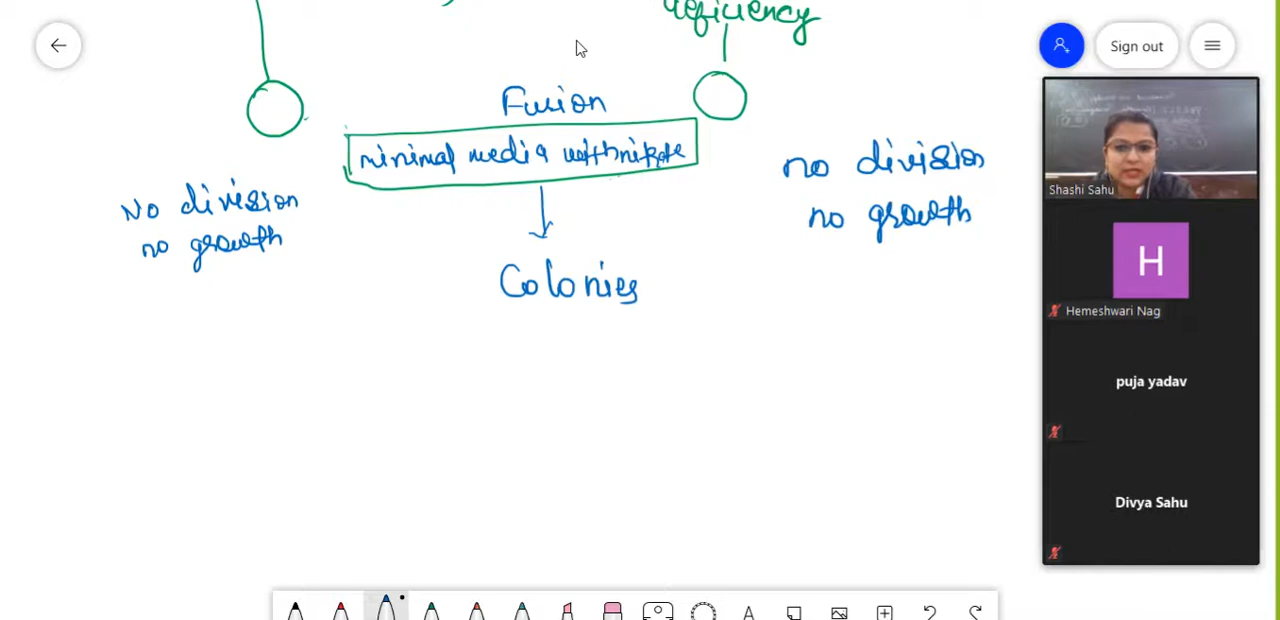 deficiency
Sign out
Fusion
minimal media with nitrate
no division
no growth
No division
no growth
Colonies
Shashi Sahu
H
Hemeshwari Nag
puja yadav
Divya Sahu
A